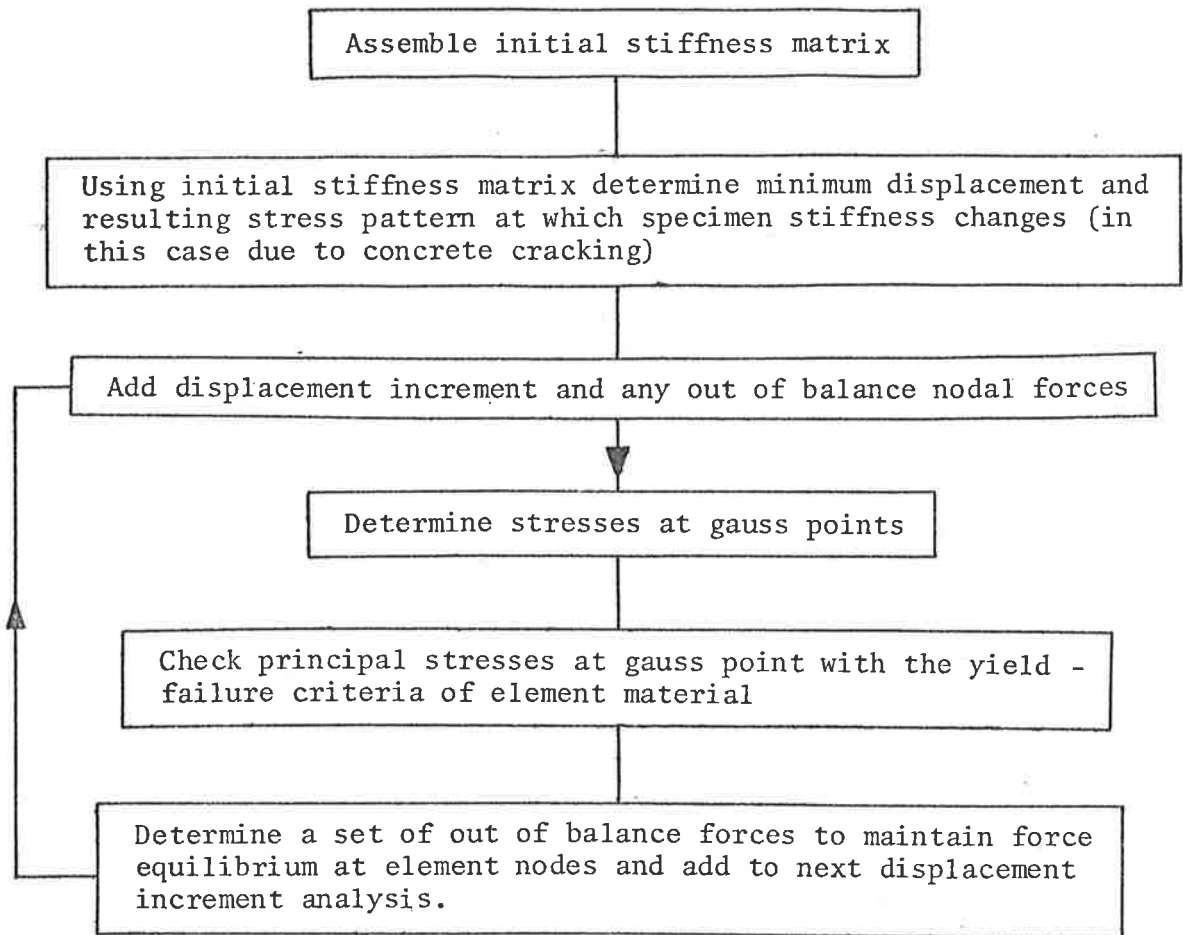 Assemble initial stiffness matrix
Using initial stiffness matrix determine minimum displacement and
resulting stress pattern at which specimen stiffness changes (in
this case due to concrete cracking)
Add displacement increment and any out of balance nodal forces
Determine stresses at gauss points
Check principal stresses at gauss point with the yield -
failure criteria of element material
Determine a set of out of balance forces to maintain force
equilibrium at element nodes and add to next displacement
increment analysis.